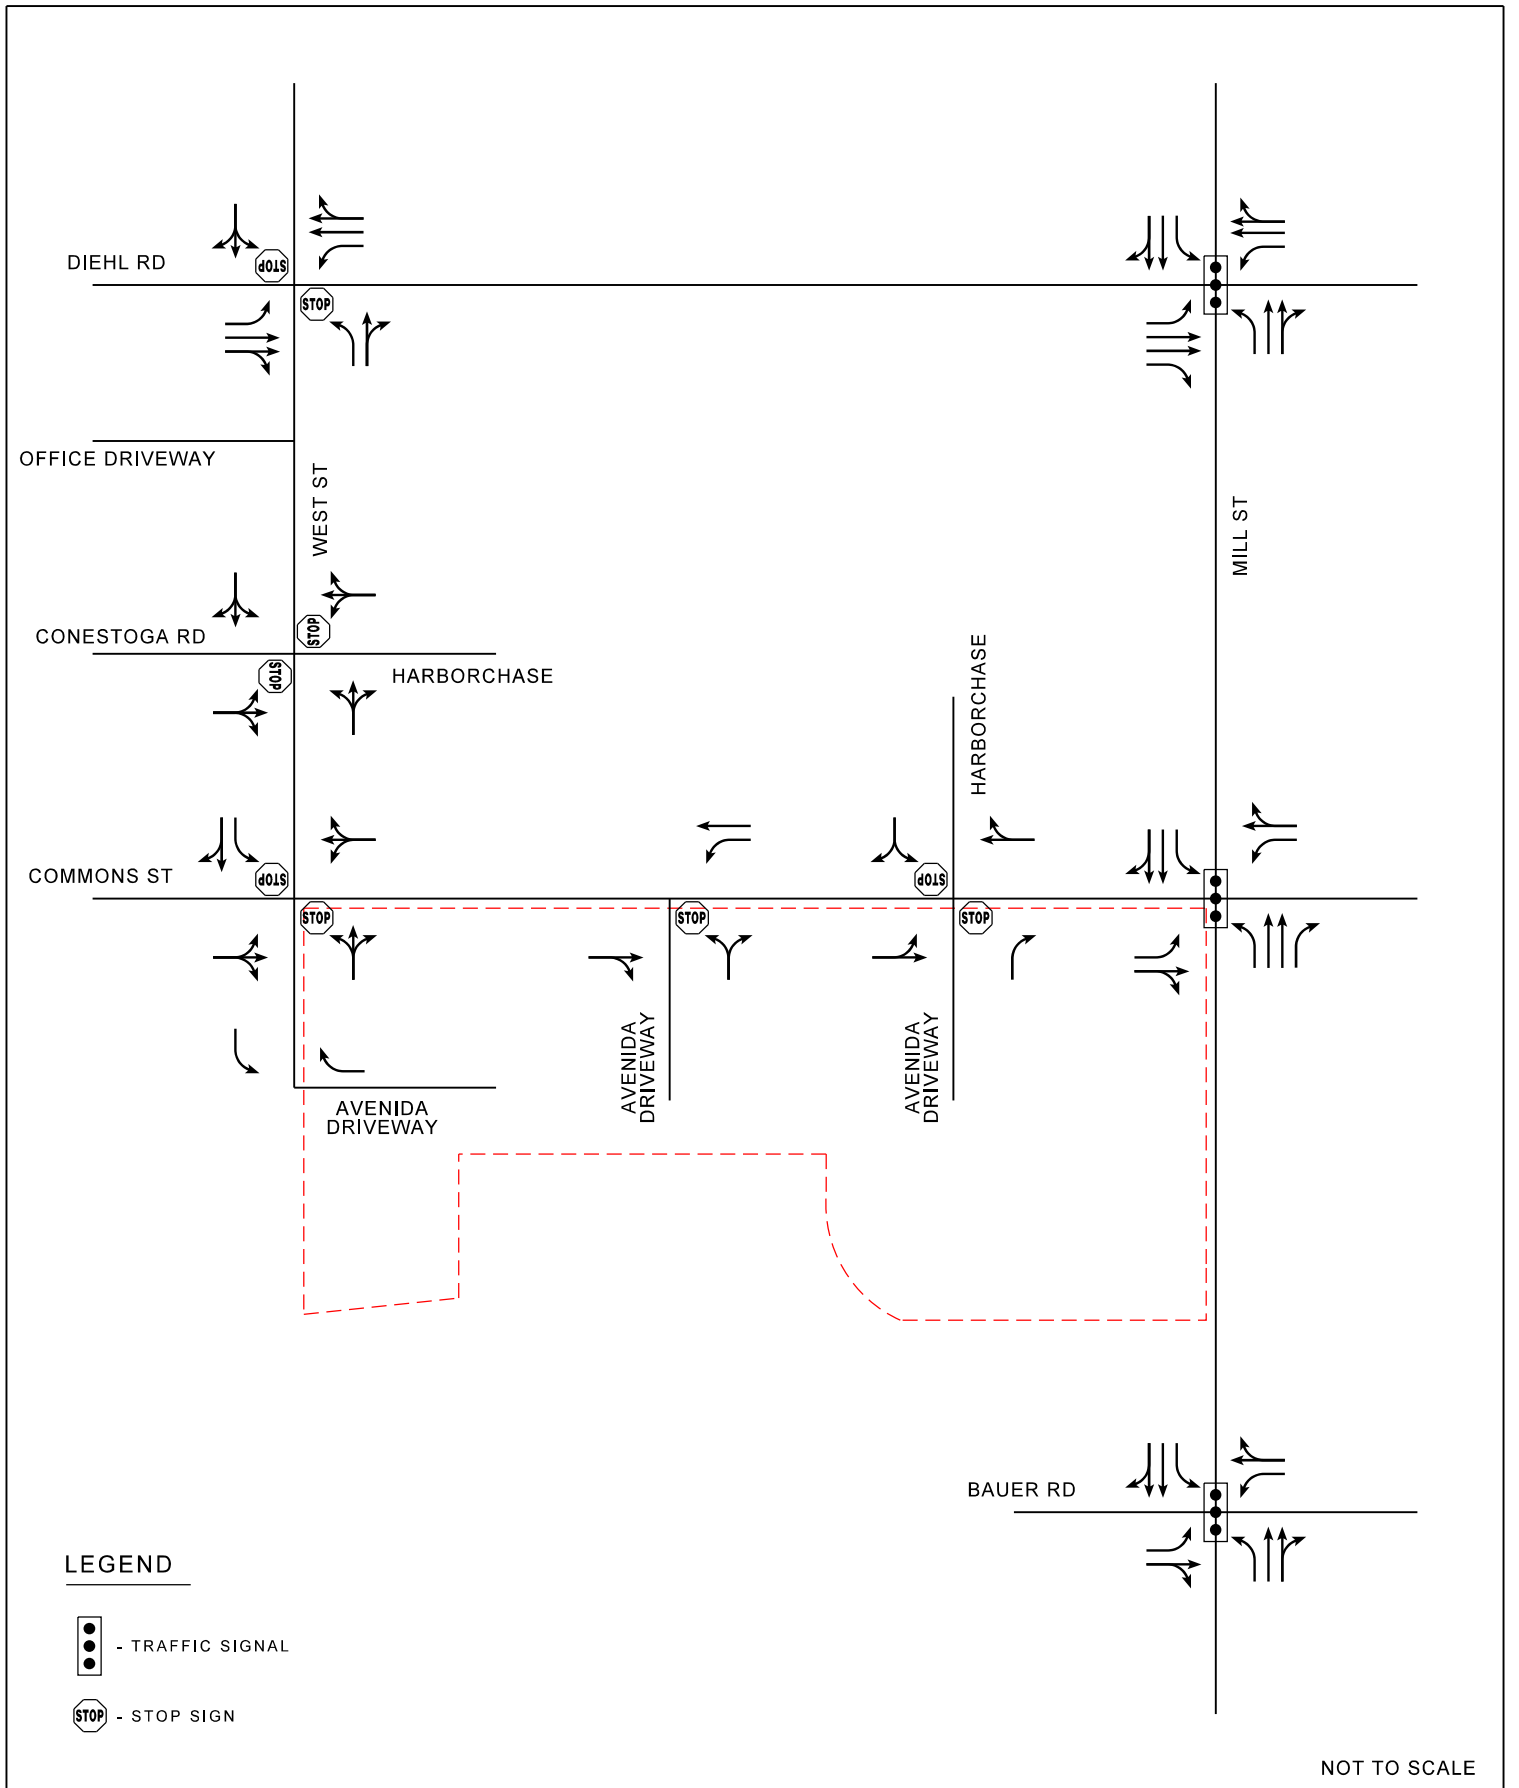 DIEHL RD
STOP
STOP
OFFICE DRIVEWAY
WEST ST
MILL ST
STOP
CONESTOGA RD
STOP
HARBORCHASE
HARBORCHASE
COMMONS ST
STOP
STOP
STOP
STOP
STOP
AVENIDA
DRIVEWAY
AVENIDA
DRIVEWAY
AVENIDA
DRIVEWAY
BAUER RD
LEGEND
- TRAFFIC SIGNAL
STOP - STOP SIGN
NOT TO SCALE